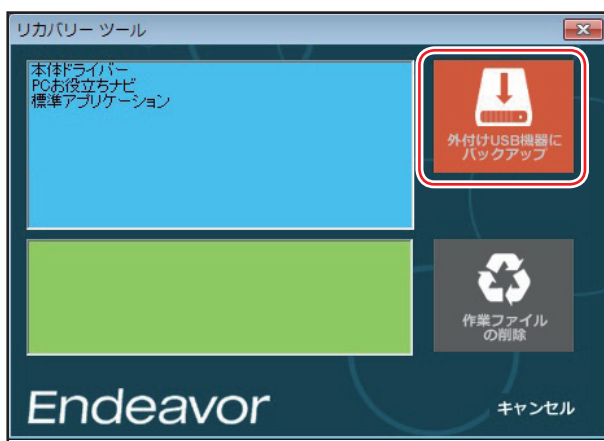 リカバリー ツール
本体ドライバー
PCお役立ちナビ
標準アプリケーション
外付けUSB機器に
バックアップ
作業ファイル
の削除
Endeavor
キャンセル